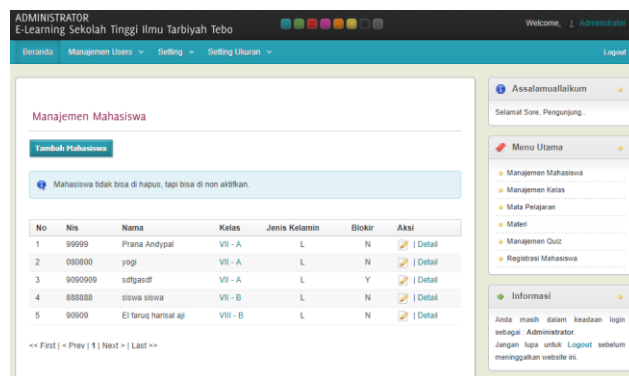 ADMINISTRATOR
E-Learning Sekolah Tinggi Ilmu Tarbiyah Tebo
Welcome, Administrator
Beranda Manajemen Users Setting Setting Ukuran Logout
Manajemen Mahasiswa
Tambah Mahasiswa
Mahasiswa tidak bisa di hapus, tapi bisa di non aktifkan.
No Nis Nama Kelas Jenis Kelamin Blokir Aksi
1 99999 Prana Andypal VII - A L N | Detail
2 080800 yogi VII - A L N | Detail
3 9090909 sdfgasdf VII - A L Y | Detail
4 888888 siswa siswa VII - B L N | Detail
5 90909 El faruq harisal aji VIII - B L N | Detail
<< First | < Prev | 1 | Next > | Last >>
Assalamuallaikum
Selamat Sore, Pengunjung..
Menu Utama
Manajemen Mahasiswa
Manajemen Kelas
Mata Pelajaran
Materi
Manajemen Quiz
Registrasi Mahasiswa
Informasi
Anda masih dalam keadaan login
sebagai : Administrator.
Jangan lupa untuk Logout sebelum
meninggalkan website ini.